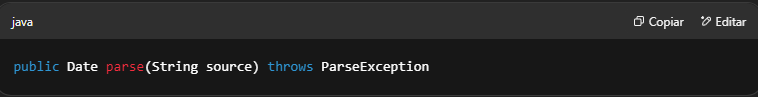 java
Copiar
Editar
public Date parse(String source) throws ParseException